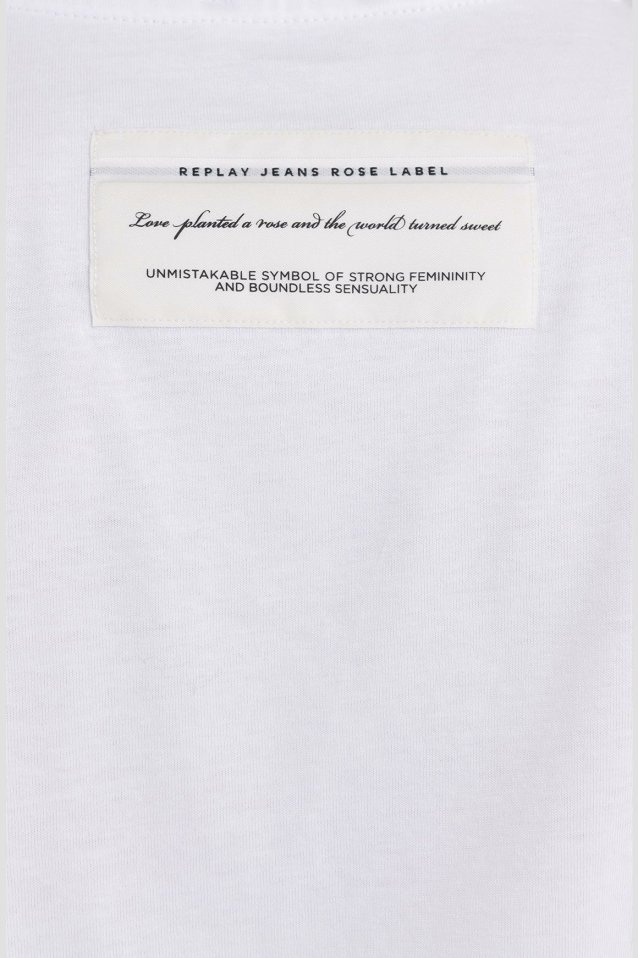 REPLAY JEANS ROSE LABEL
Love planted a rose and the world turned sweet
UNMISTAKABLE SYMBOL OF STRONG FEMININITY
AND BOUNDLESS SENSUALITY